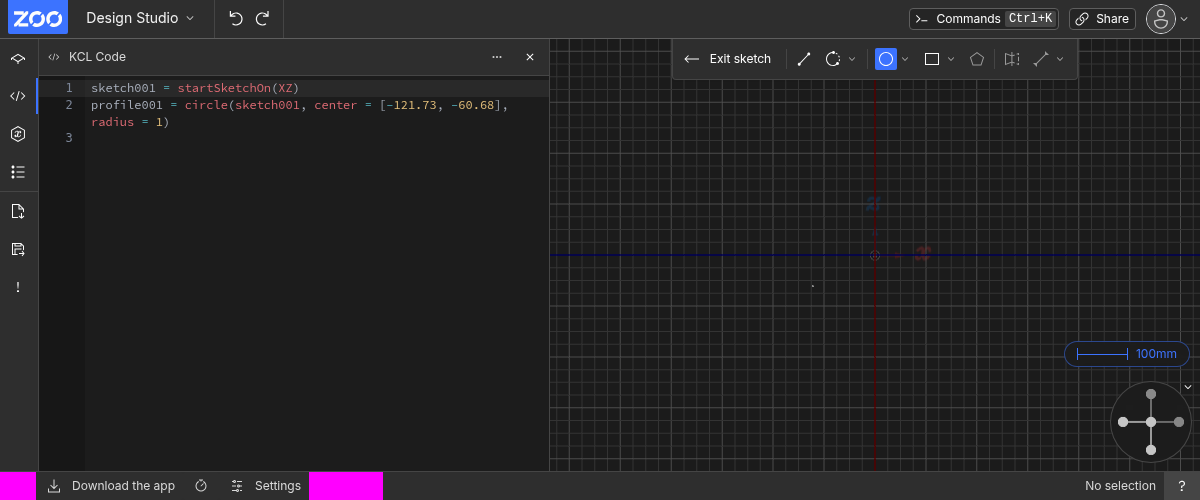 ZOO Design Studio Commands Ctrl+K Share
KCL Code
Exit sketch
1 sketch001 = startSketchOn(XZ)
2 profile001 = circle(sketch001, center = [-121.73, -60.68],
radius = 1)
3
100mm
Download the app Settings No selection ?